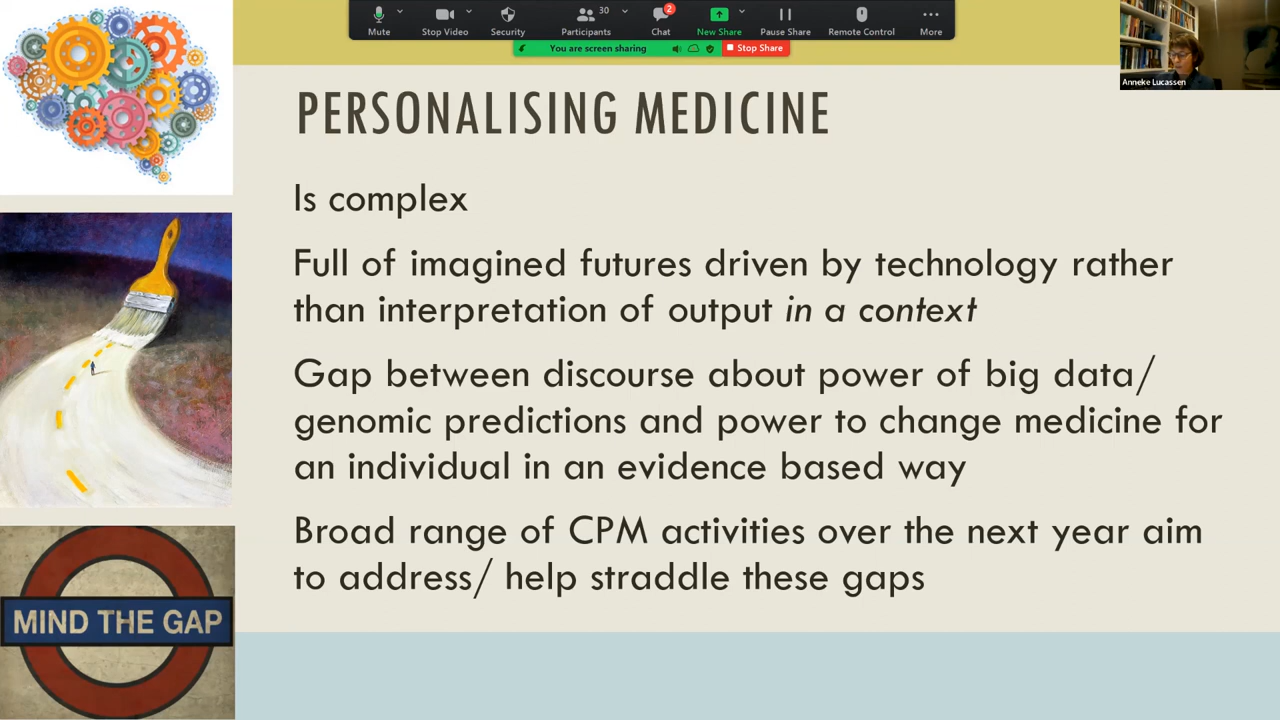 30
2
Mute
Stop Video
Security
Participants
Chat
New Share
Pause Share
Remote Control
More
You are screen sharing
Stop Share
Anneke Lucassen
PERSONALISING MEDICINE
Is complex
Full of imagined futures driven by technology rather
than interpretation of output in a context
Gap between discourse about power of big data/
genomic predictions and power to change medicine for
an individual in an evidence based way
Broad range of CPM activities over the next year aim
to address/ help straddle these gaps
MIND THE GAP